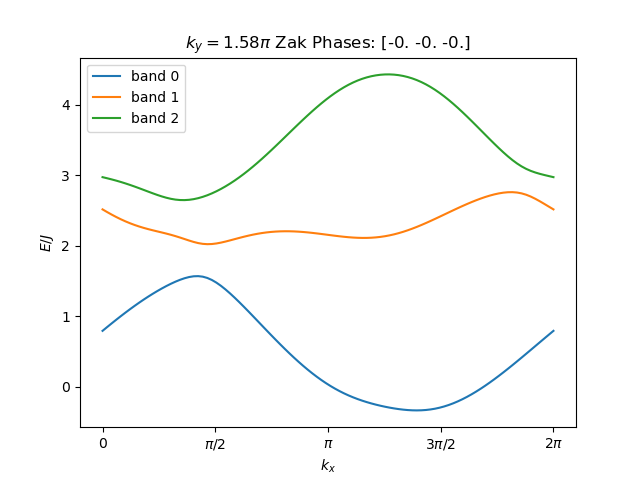 k_y = 1.58π Zak Phases: [-0. -0. -0.]
band 0
band 1
band 2
4
3
2
1
0
E/J
0 π/2 π 3π/2 2π
k_x